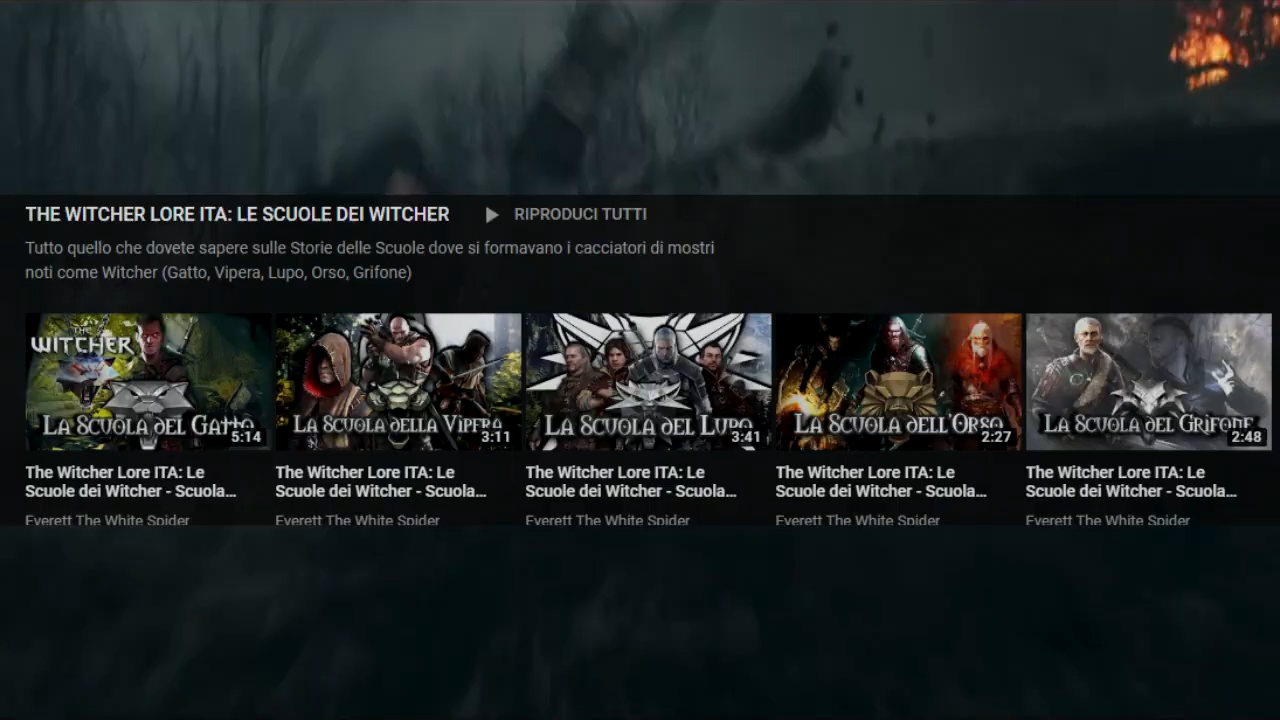 THE WITCHER LORE ITA: LE SCUOLE DEI WITCHER
RIPRODUCI TUTTI
Tutto quello che dovete sapere sulle Storie delle Scuole dove si formavano i cacciatori di mostri
noti come Witcher (Gatto, Vipera, Lupo, Orso, Grifone)
THE
WITCHER
LA SCUOLA DEL GATTO
5:14
LA SCUOLA DELLA VIPERA
3:11
LA SCUOLA DEL LUPO
3:41
LA SCUOLA DELL'ORSO
2:27
LA SCUOLA DEL GRIFONE
2:48
The Witcher Lore ITA: Le
Scuole dei Witcher - Scuola...
Everett The White Spider
The Witcher Lore ITA: Le
Scuole dei Witcher - Scuola...
Everett The White Spider
The Witcher Lore ITA: Le
Scuole dei Witcher - Scuola...
Everett The White Spider
The Witcher Lore ITA: Le
Scuole dei Witcher - Scuola...
Everett The White Spider
The Witcher Lore ITA: Le
Scuole dei Witcher - Scuola...
Everett The White Spider